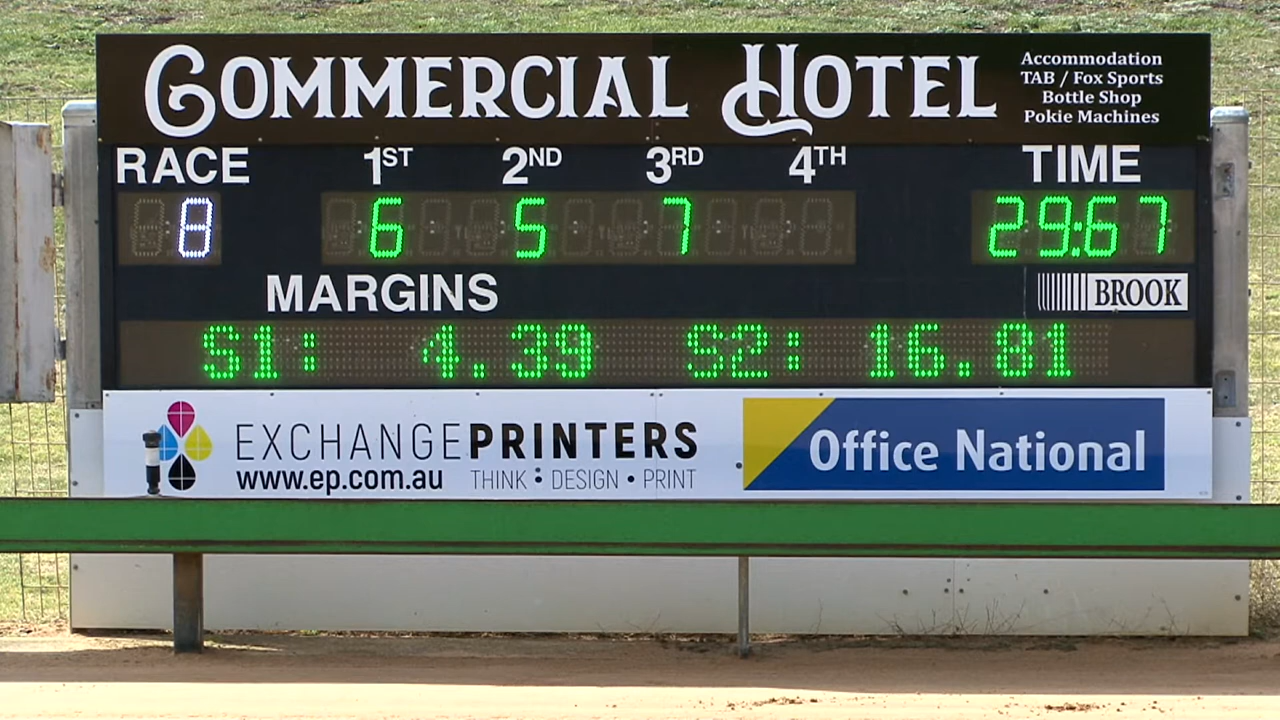 COMMERCIAL HOTEL
Accommodation
TAB / Fox Sports
Bottle Shop
Pokie Machines
RACE 1ST 2ND 3RD 4TH TIME
8 6 5 7 29:67
MARGINS
BROOK
S1: 4.39 S2: 16.81
EXCHANGEPRINTERS
www.ep.com.au THINK • DESIGN • PRINT
Office National